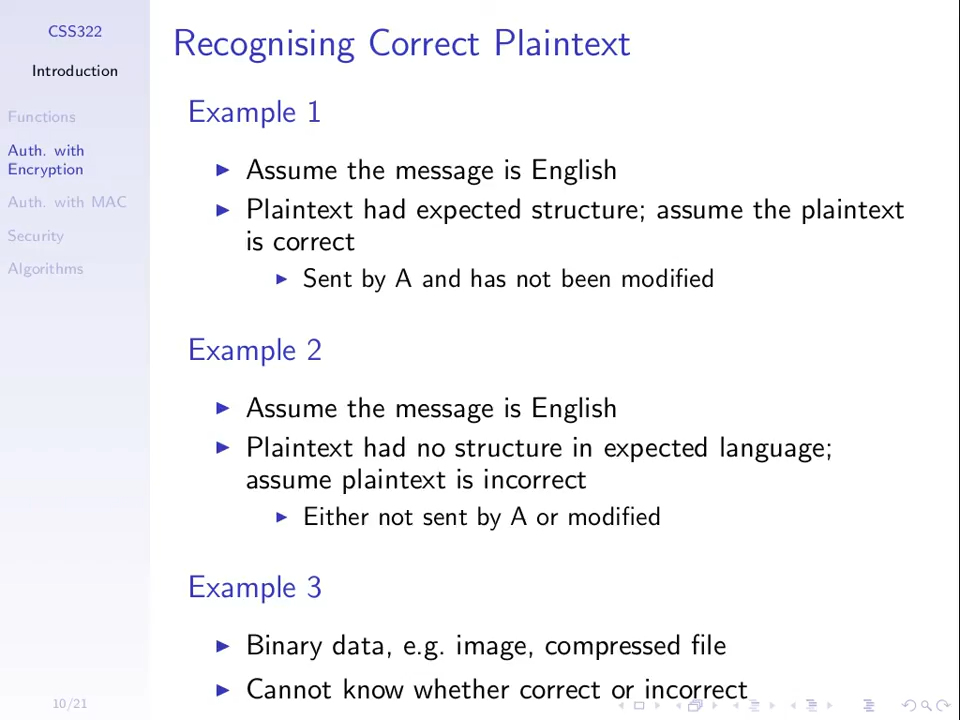 CSS322
Introduction
Functions
Auth. with
Encryption
Auth. with MAC
Security
Algorithms
10/21
Recognising Correct Plaintext
Example 1
Assume the message is English
Plaintext had expected structure; assume the plaintext
is correct
Sent by A and has not been modified
Example 2
Assume the message is English
Plaintext had no structure in expected language;
assume plaintext is incorrect
Either not sent by A or modified
Example 3
Binary data, e.g. image, compressed file
Cannot know whether correct or incorrect